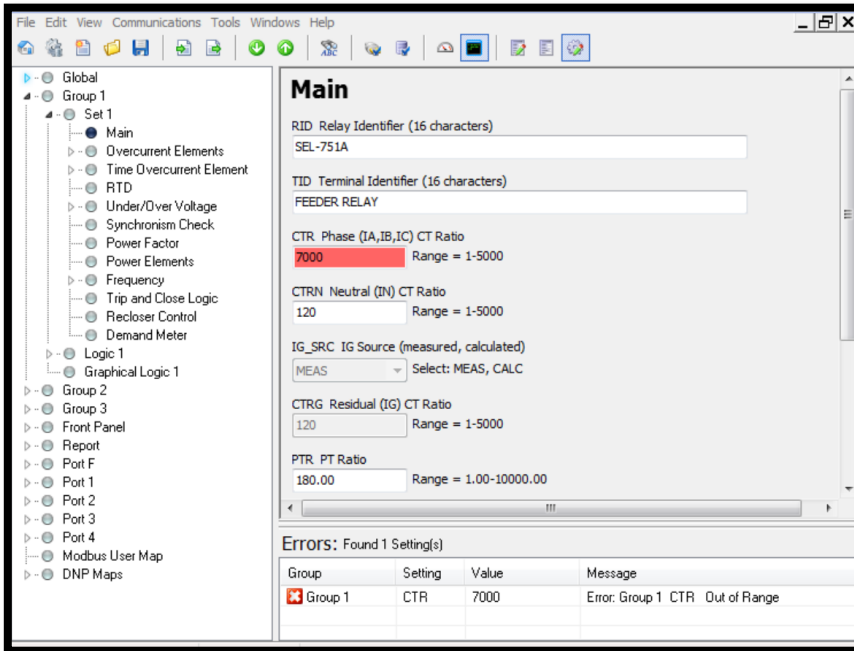 File Edit View Communications Tools Windows Help
Global
Group 1
Set 1
Main
Overcurrent Elements
Time Overcurrent Element
RTD
Under/Over Voltage
Synchronism Check
Power Factor
Power Elements
Frequency
Trip and Close Logic
Recloser Control
Demand Meter
Logic 1
Graphical Logic 1
Group 2
Group 3
Front Panel
Report
Port F
Port 1
Port 2
Port 3
Port 4
Modbus User Map
DNP Maps
Main
RID Relay Identifier (16 characters)
SEL-751A
TID Terminal Identifier (16 characters)
FEEDER RELAY
CTR Phase (IA,IB,IC) CT Ratio
7000 Range = 1-5000
CTRN Neutral (IN) CT Ratio
120 Range = 1-5000
IG_SRC IG Source (measured, calculated)
MEAS Select: MEAS, CALC
CTRG Residual (IG) CT Ratio
120 Range = 1-5000
PTR PT Ratio
180.00 Range = 1.00-10000.00
Errors: Found 1 Setting(s)
Group Setting Value Message
Group 1 CTR 7000 Error: Group 1 CTR Out of Range